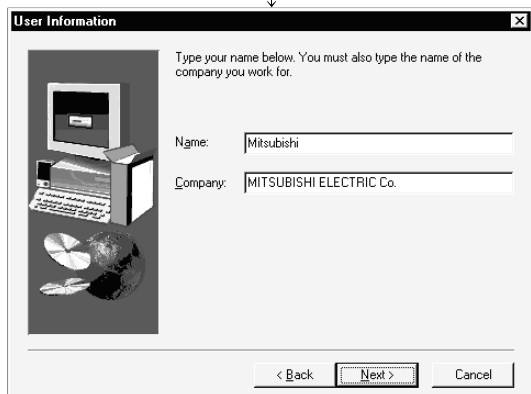 User Information
Type your name below. You must also type the name of the
company you work for.
Name: Mitsubishi
Company: MITSUBISHI ELECTRIC Co.
< Back Next > Cancel